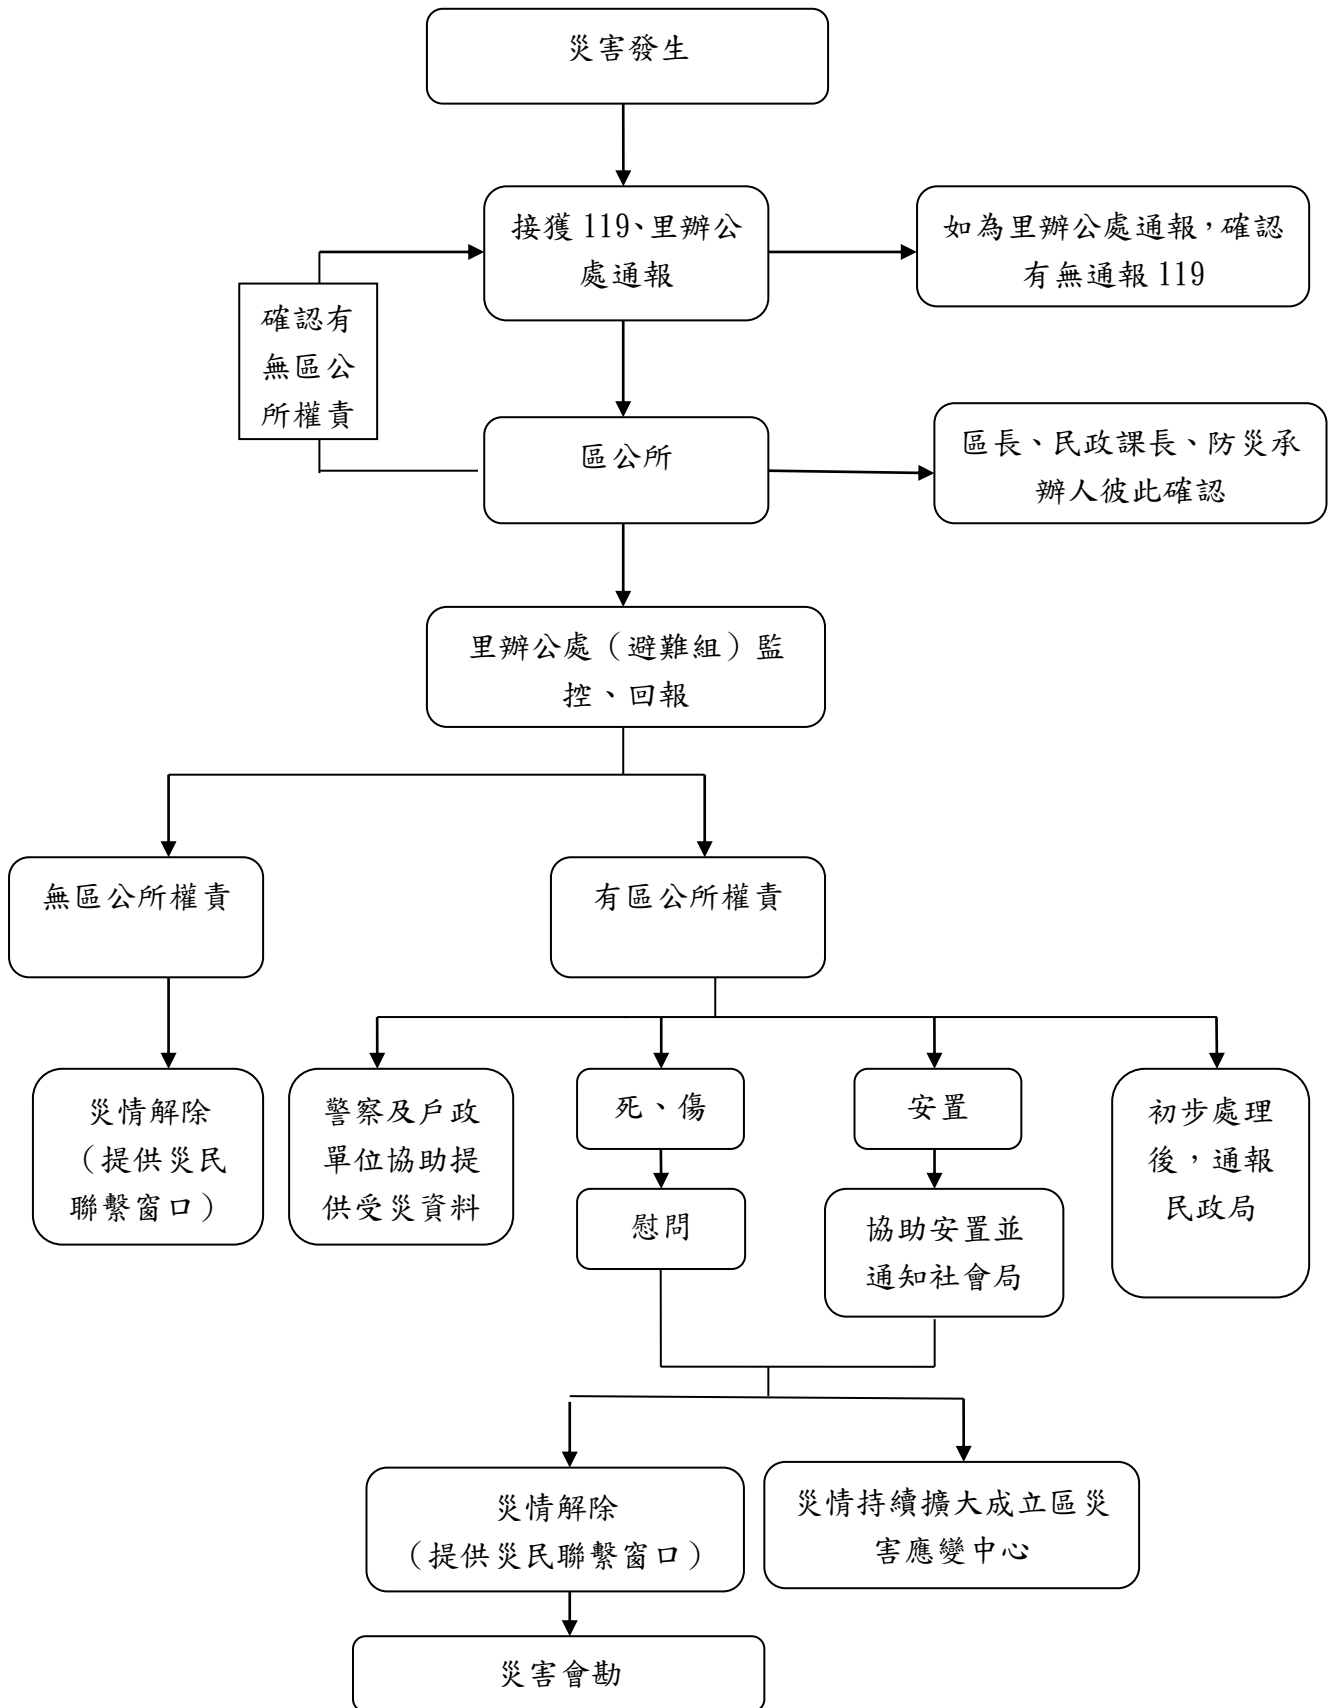 災害發生
接獲 119、里辦公
處通報
如為里辦公處通報，確認
有無通報 119
確認有
無區公
所權責
區公所
區長、民政課長、防災承
辦人彼此確認
里辦公處（避難組）監
控、回報
無區公所權責
有區公所權責
災情解除
（提供災民
聯繫窗口）
警察及戶政
單位協助提
供受災資料
死、傷
安置
初步處理
後，通報
民政局
慰問
協助安置並
通知社會局
災情解除
（提供災民聯繫窗口）
災情持續擴大成立區災
害應變中心
災害會勘